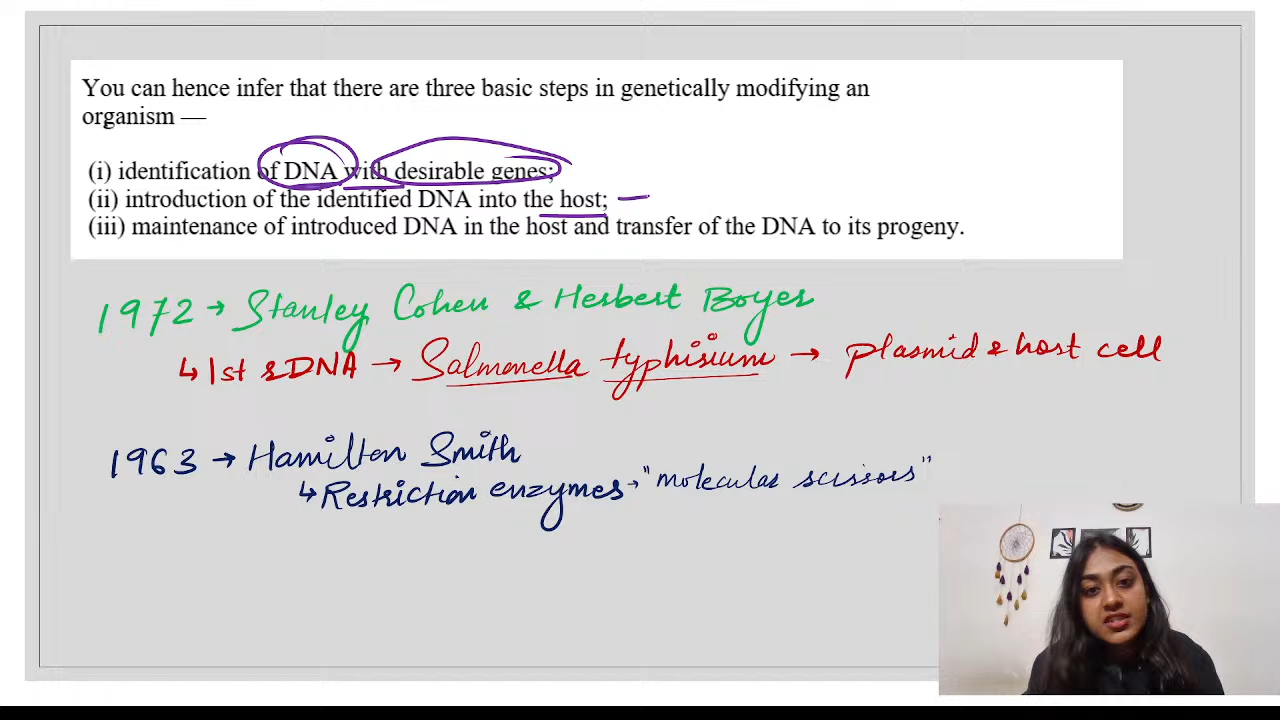 You can hence infer that there are three basic steps in genetically modifying an
organism —
(i) identification of DNA with desirable genes;
(ii) introduction of the identified DNA into the host;
(iii) maintenance of introduced DNA in the host and transfer of the DNA to its progeny.
1972 → Stanley Cohen & Herbert Boyer
↳ 1st rDNA → Salmonella typhisium → plasmid & host cell
1963 → Hamilton Smith
↳ Restriction enzymes → "molecular scissors"